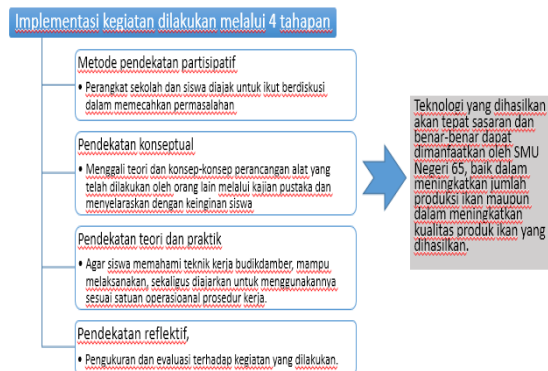 Implementasi kegiatan dilakukan melalui 4 tahapan
Metode pendekatan partisipatif
• Perangkat sekolah dan siswa diajak untuk ikut berdiskusi
dalam memecahkan permasalahan
Pendekatan konseptual
• Menggali teori dan konsep-konsep perancangan alat yang
telah dilakukan oleh orang lain melalui kajian pustaka dan
menyelaraskan dengan keinginan siswa
Pendekatan teori dan praktik
• Agar siswa memahami teknik kerja budikdamber, mampu
melaksanakan, sekaligus diajarkan untuk menggunakannya
sesuai satuan operasioanal prosedur kerja.
Pendekatan reflektif,
• Pengukuran dan evaluasi terhadap kegiatan yang dilakukan.
Teknologi yang dihasilkan
akan tepat sasaran dan
benar-benar dapat
dimanfaatkan oleh SMU
Negeri 65, baik dalam
meningkatkan jumlah
produksi ikan maupun
dalam meningkatkan
kualitas produk ikan yang
dihasilkan.